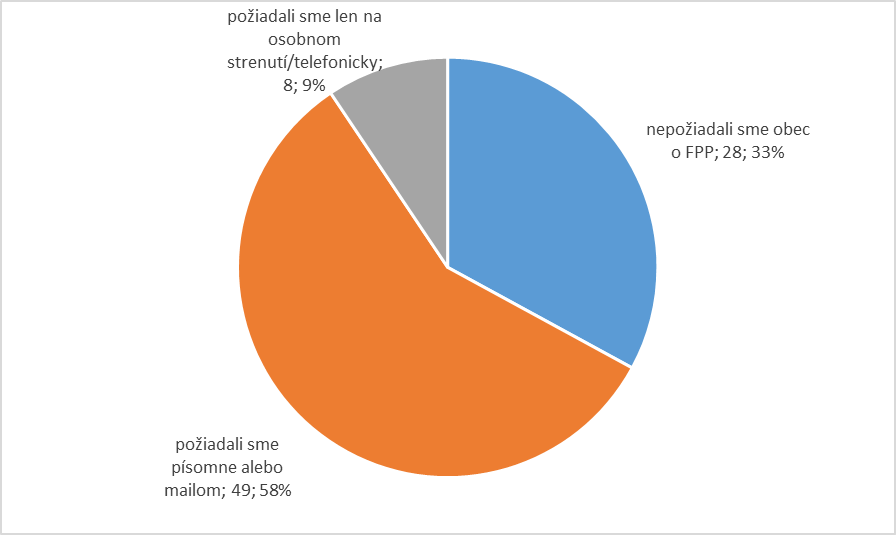 požiadali sme len na
osobnom
strenutí/telefonicky;
8; 9%
nepožiadali sme obec
o FPP; 28; 33%
požiadali sme
písomne alebo
mailom; 49; 58%